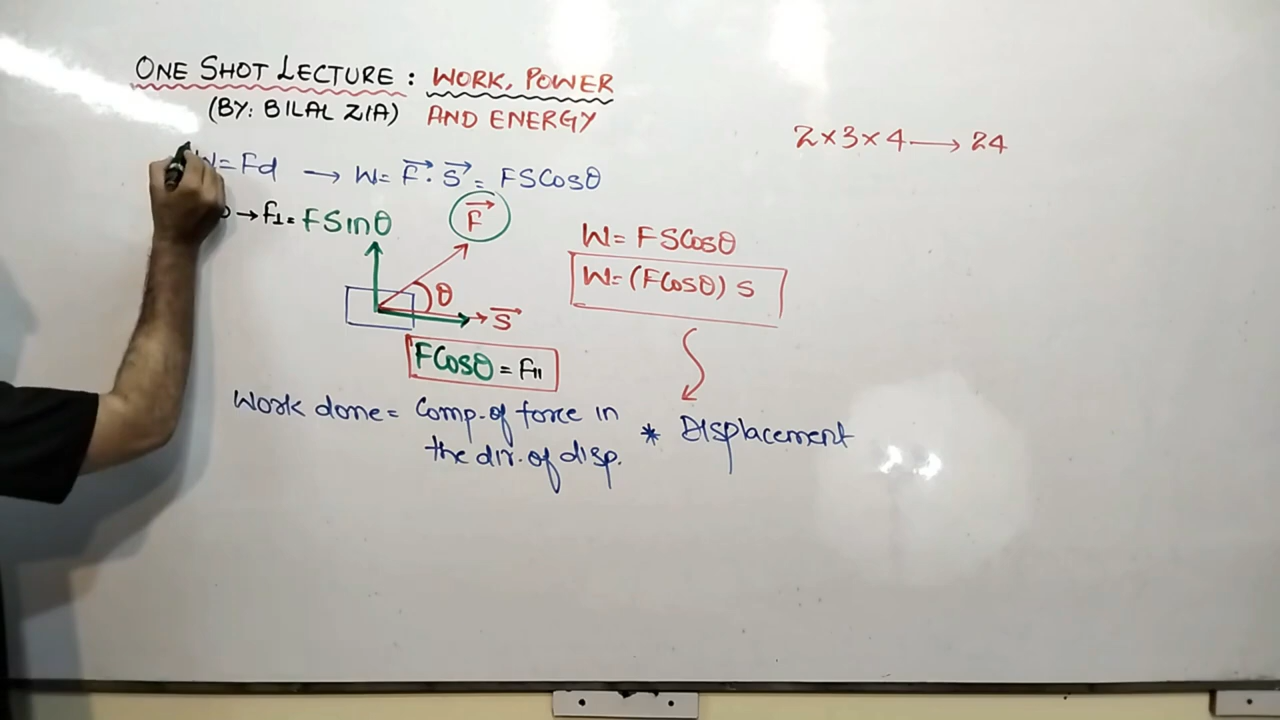 ONE SHOT LECTURE : WORK, POWER
(BY: BILAL ZIA) AND ENERGY
2×3×4 → 24
W= Fd → W= F⃗ · S⃗ = FSCosθ
→ F⊥ = FSinθ
F⃗
W= FSCosθ
W= (FCosθ) S
θ
S⃗
FCosθ = F||
Work done = Comp. of force in
the dir. of disp. * Displacement